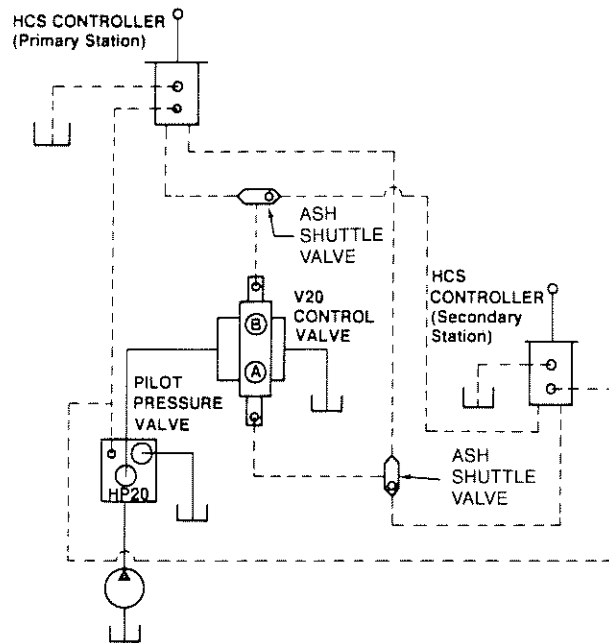 HCS CONTROLLER
(Primary Station)
ASH
SHUTTLE
VALVE
V20
CONTROL
VALVE
B
A
HCS
CONTROLLER
(Secondary
Station)
PILOT
PRESSURE
VALVE
HP20
ASH
SHUTTLE
VALVE